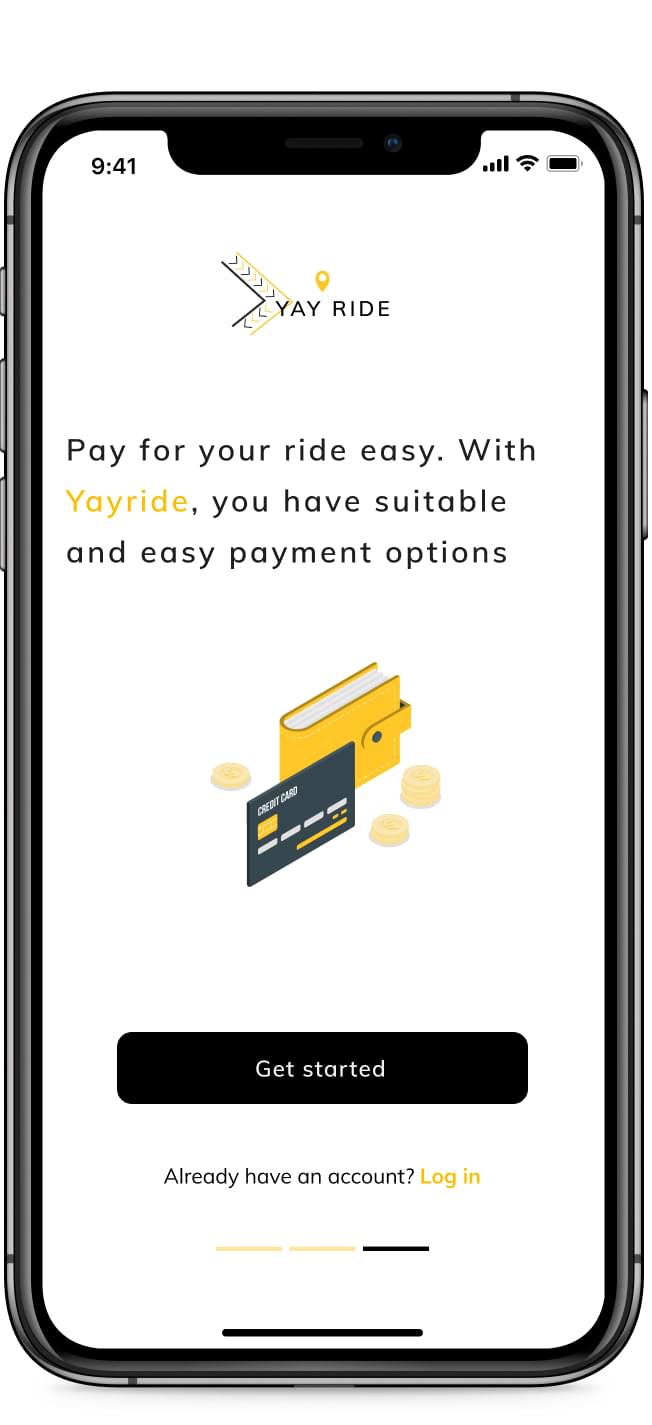 9:41
YAY RIDE
Pay for your ride easy. With
Yayride, you have suitable
and easy payment options
CREDIT CARD
Get started
Already have an account? Log in